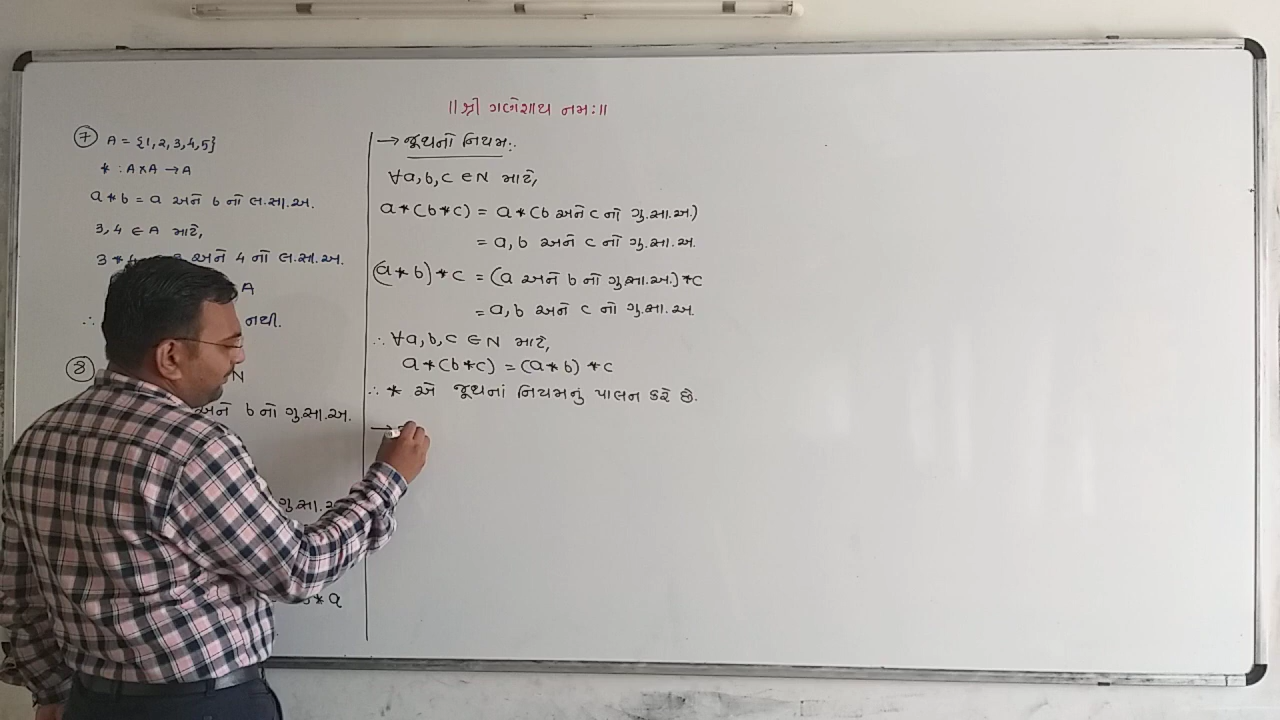 ॥ શ્રી ગણેશાય નમઃ॥
⑦ A = {1,2,3,4,5}
* : A×A → A
a * b = a અને b નો લ.સા.અ.
3, 4 ∈ A માટે,
3 * 4 = 3 અને 4 નો લ.સા.અ.
A
∴ નથી.
⑧ N
અને b નો ગુ.સા.અ.
ગુ.સા.અ.
* a
→ જૂથનો નિયમ:
∀a,b,c ∈ N માટે,
a*(b*c) = a*(b અને c નો ગુ.સા.અ.)
= a,b અને c નો ગુ.સા.અ.
(a*b)*c = (a અને b નો ગુ.સા.અ.)*c
= a,b અને c નો ગુ.સા.અ.
∴ ∀a,b,c ∈ N માટે,
a*(b*c) = (a*b)*c
∴ * એ જૂથનાં નિયમનું પાલન કરે છે.
→